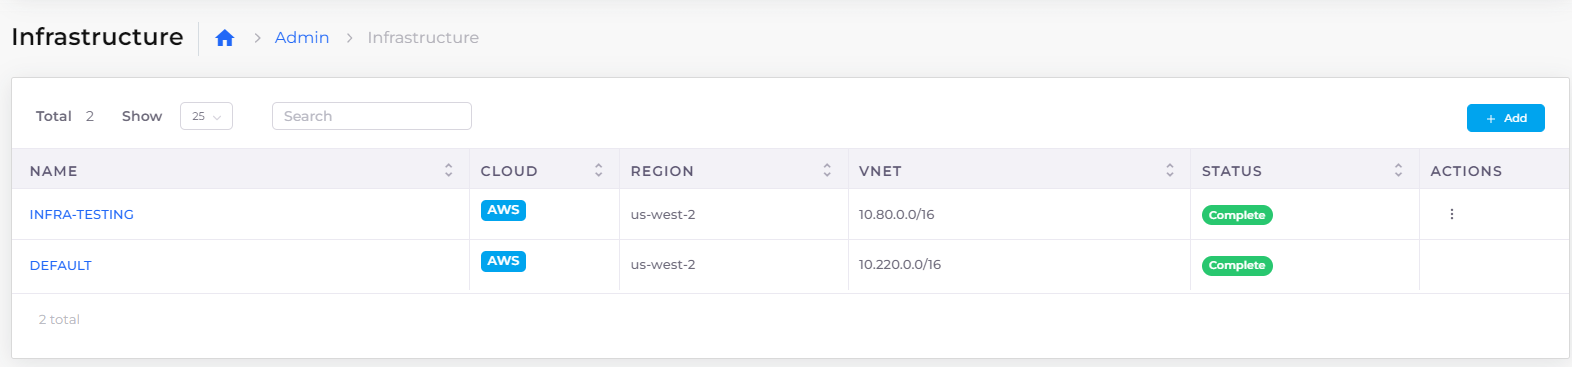 Infrastructure Admin Infrastructure
Total 2 Show 25 Search + Add
NAME CLOUD REGION VNET STATUS ACTIONS
INFRA-TESTING AWS us-west-2 10.80.0.0/16 Complete
DEFAULT AWS us-west-2 10.220.0.0/16 Complete
2 total